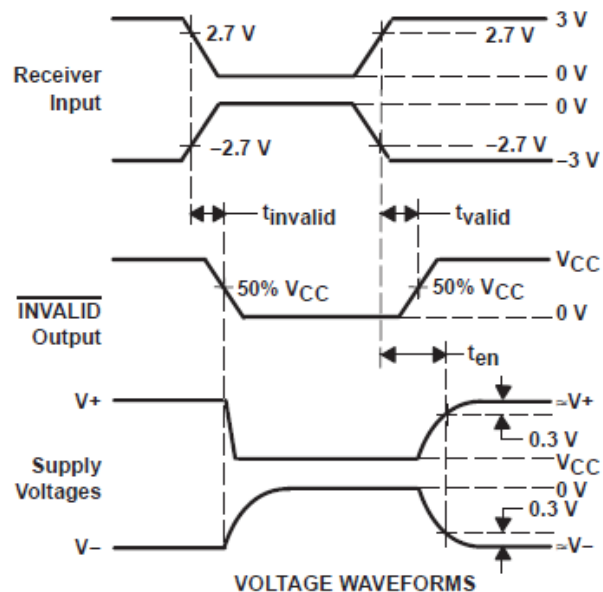 2.7 V
2.7 V
3 V
Receiver
Input
0 V
0 V
–2.7 V
–2.7 V
–3 V
tinvalid
tvalid
VCC
50% VCC
50% VCC
INVALID
Output
0 V
ten
V+
≈V+
0.3 V
Supply
Voltages
VCC
0 V
0.3 V
V–
≈V–
VOLTAGE WAVEFORMS